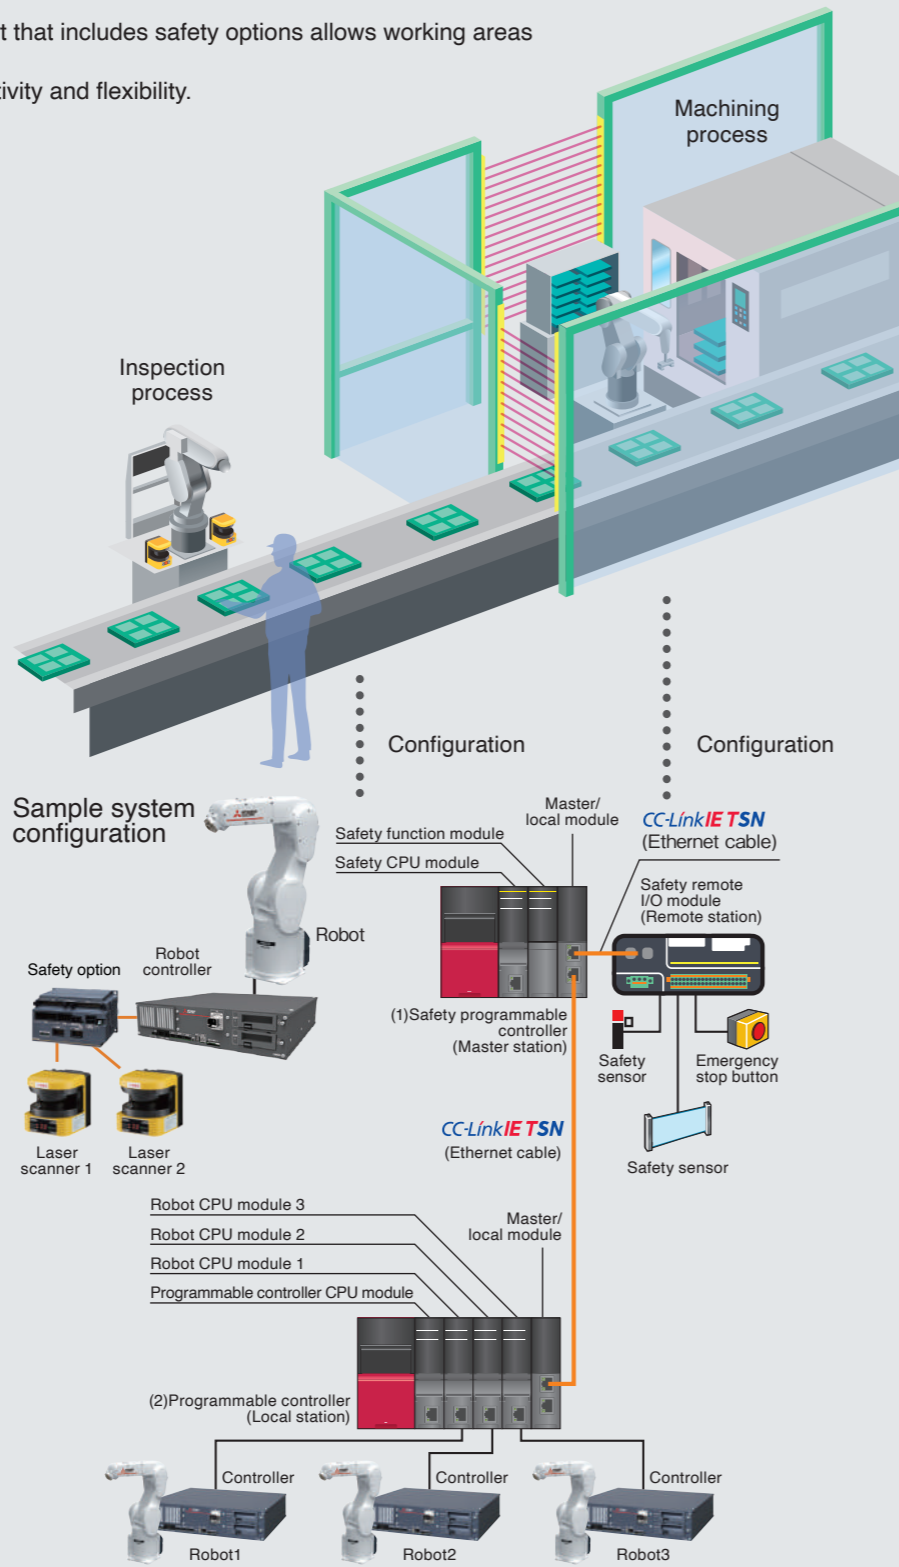 t that includes safety options allows working areas
tivity and flexibility.
Machining
process
Inspection
process
Configuration
Configuration
Sample system
configuration
Safety function module
Safety CPU module
Master/
local module
CC-Link IE TSN
(Ethernet cable)
Safety remote
I/O module
(Remote station)
Robot
Robot
controller
Safety option
(1)Safety programmable
controller
(Master station)
Safety
sensor
Emergency
stop button
Laser
scanner 1
Laser
scanner 2
CC-Link IE TSN
(Ethernet cable)
Safety sensor
Robot CPU module 3
Robot CPU module 2
Robot CPU module 1
Programmable controller CPU module
Master/
local module
(2)Programmable controller
(Local station)
Controller
Controller
Controller
Robot1
Robot2
Robot3